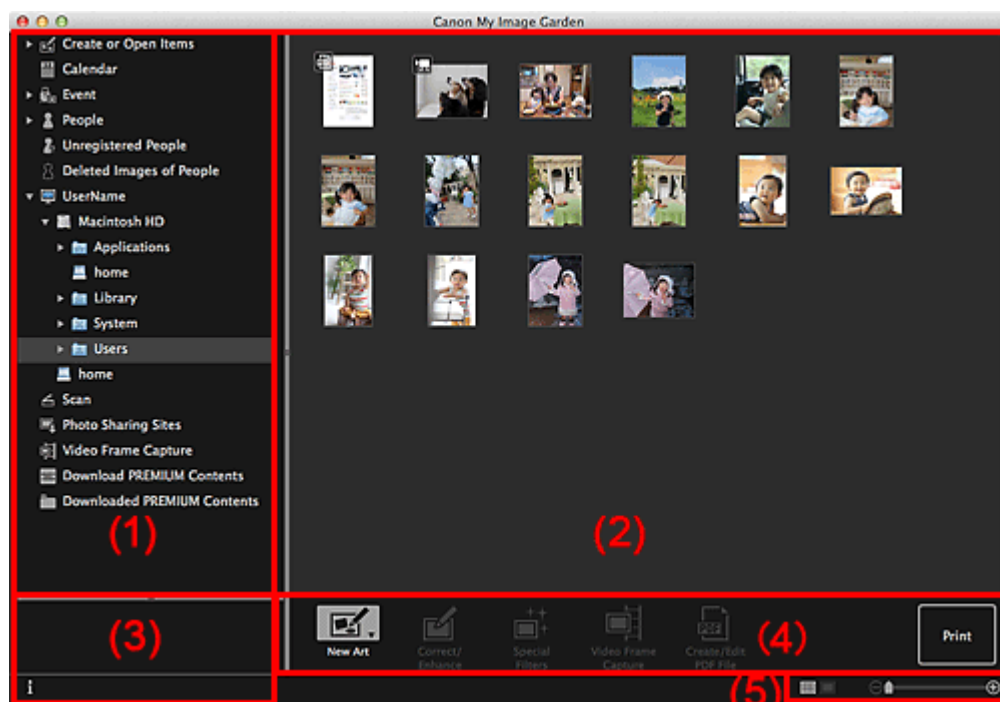 Canon My Image Garden
Create or Open Items
Calendar
Event
People
Unregistered People
Deleted Images of People
UserName
Macintosh HD
Applications
home
Library
System
Users
home
Scan
Photo Sharing Sites
Video Frame Capture
Download PREMIUM Contents
Downloaded PREMIUM Contents
(1)
(2)
(3)
New Art
Correct/
Enhance
Special
Filters
Video Frame
Capture
PDF
Create/Edit
PDF File
(4)
Print
(5)